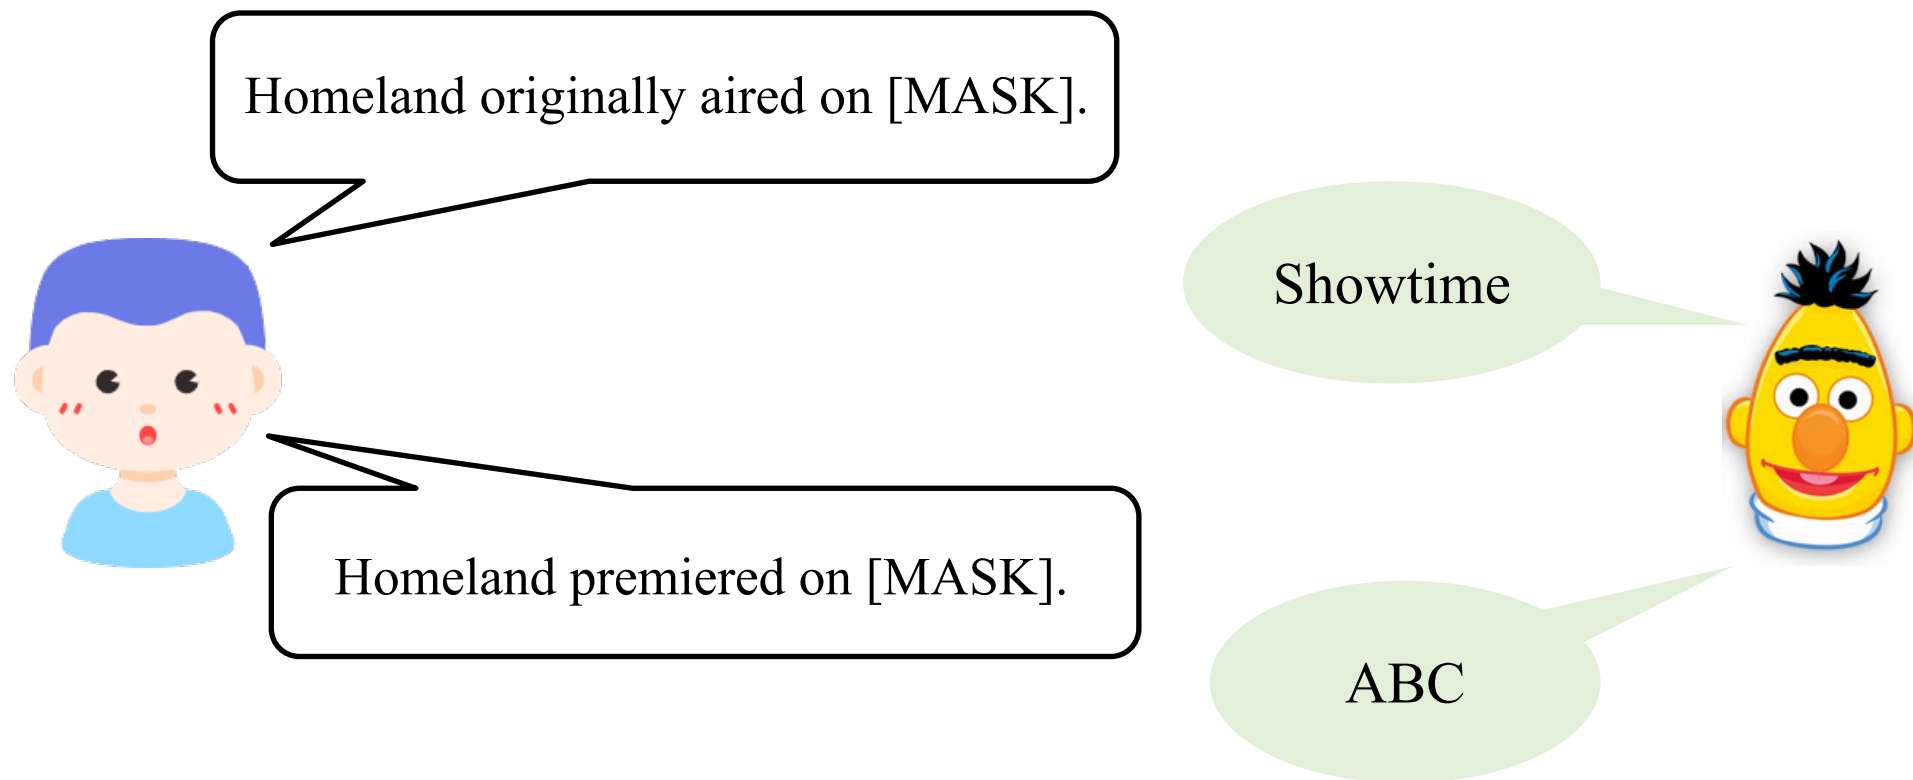 Homeland originally aired on [MASK].
Showtime
Homeland premiered on [MASK].
ABC